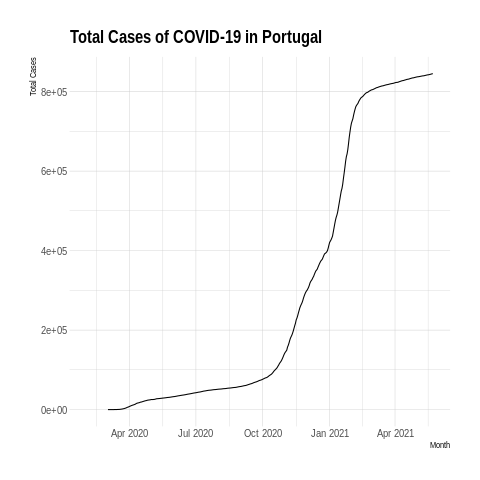 Total Cases of COVID-19 in Portugal
Total Cases
8e+05
6e+05
4e+05
2e+05
0e+00
Apr 2020 Jul 2020 Oct 2020 Jan 2021 Apr 2021
Month